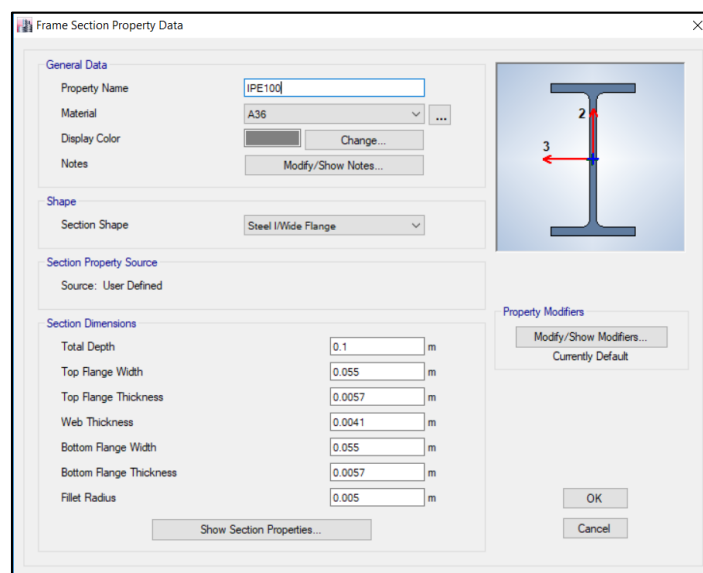 Frame Section Property Data
General Data
Property Name IPE100
Material A36 ...
Display Color Change...
Notes Modify/Show Notes...
2
3
Shape
Section Shape Steel I/Wide Flange
Section Property Source
Source: User Defined
Property Modifiers
Modify/Show Modifiers...
Currently Default
Section Dimensions
Total Depth 0.1 m
Top Flange Width 0.055 m
Top Flange Thickness 0.0057 m
Web Thickness 0.0041 m
Bottom Flange Width 0.055 m
Bottom Flange Thickness 0.0057 m
Fillet Radius 0.005 m
Show Section Properties...
OK
Cancel